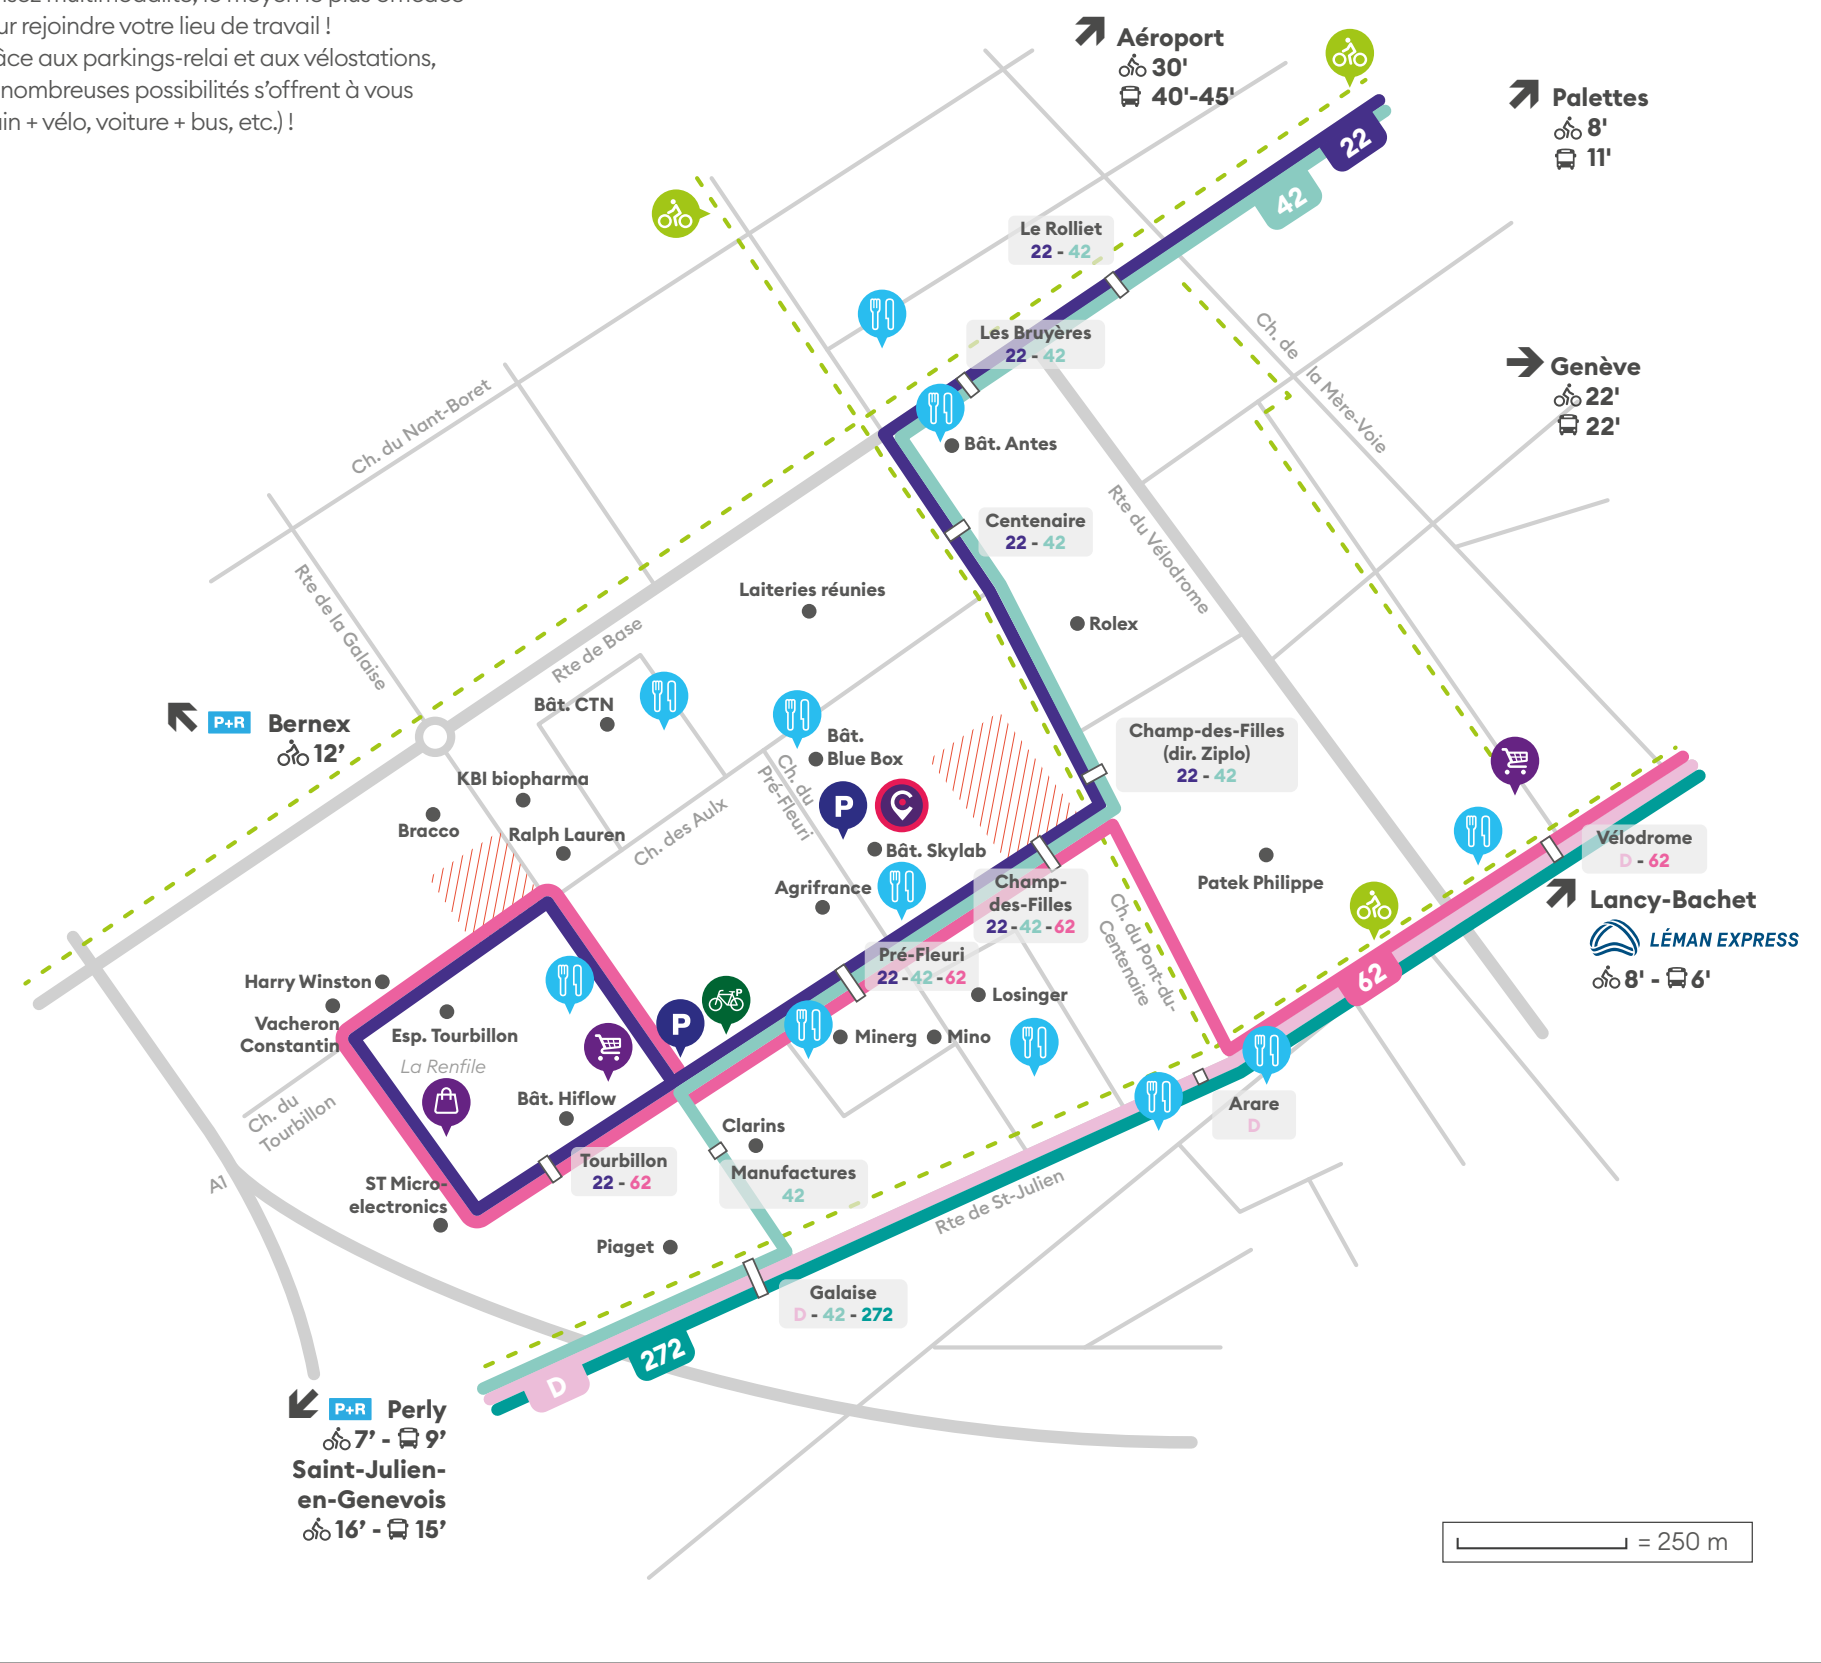 ur rejoindre votre lieu de travail !
âce aux parkings-relai et aux vélostations,
nombreuses possibilités s'offrent à vous
in + vélo, voiture + bus, etc.) !
Aéroport
30'
40'-45'
Palettes
8'
11'
22
42
Le Rolliet
22 - 42
Les Bruyères
22 - 42
Ch. de la Mère-Voie
Genève
22'
22'
Ch. du Nant-Boret
Bât. Antes
Rte du Vélodrome
Centenaire
22 - 42
Rte de la Galaise
Laiteries réunies
Rolex
Rte de Base
Bât. CTN
P+R Bernex
12’
Bât.
Blue Box
Champ-des-Filles
(dir. Ziplo)
22 - 42
Ch. du
Pré-Fleuri
KBI biopharma
Bracco
Ralph Lauren
Ch. des Aulx
P
Bât. Skylab
Vélodrome
D - 62
Patek Philippe
Agrifrance
Champ-
des-Filles
22 - 42 - 62
Lancy-Bachet
LÉMAN EXPRESS
8' - 6'
Ch. du Pont-du-
Centenaire
62
Pré-Fleuri
22 - 42 - 62
Harry Winston
Vacheron
Constantin
Esp. Tourbillon
La Renfile
P
P
Losinger
Minerg
Mino
Bât. Hiflow
Ch. du
Tourbillon
Arare
D
Clarins
Tourbillon
22 - 62
Manufactures
42
A1
ST Micro-
electronics
Rte de St-Julien
Piaget
Galaise
D - 42 - 272
272
D
P+R Perly
7’ - 9’
Saint-Julien-
en-Genevois
16’ - 15’
= 250 m